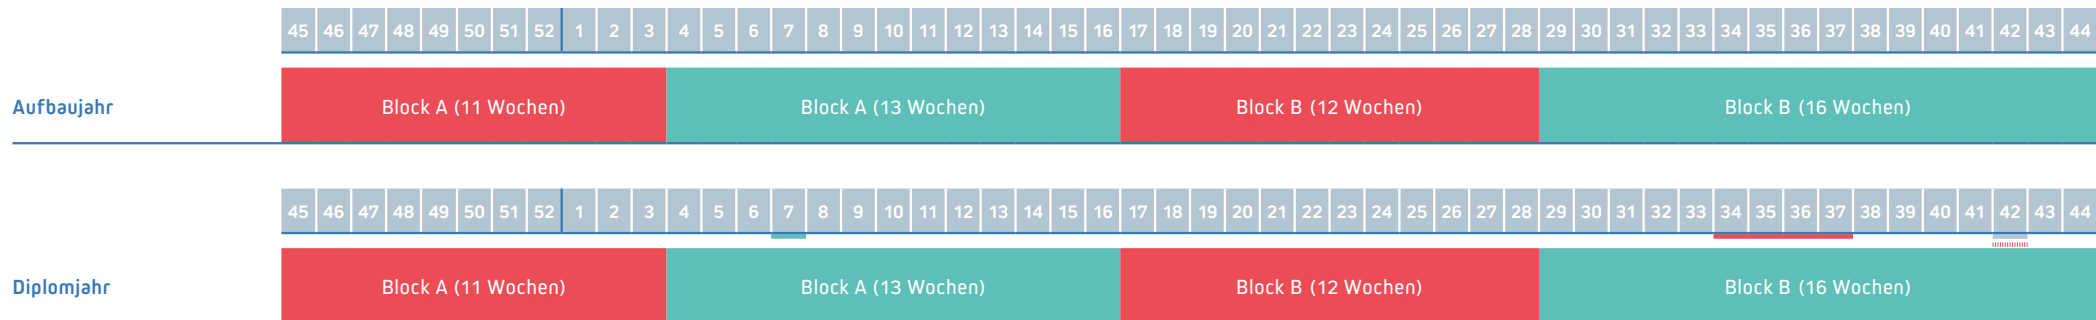 45 46 47 48 49 50 51 52 1 2 3 4 5 6 7 8 9 10 11 12 13 14 15 16 17 18 19 20 21 22 23 24 25 26 27 28 29 30 31 32 33 34 35 36 37 38 39 40 41 42 43 44
Aufbaujahr Block A (11 Wochen) Block A (13 Wochen) Block B (12 Wochen) Block B (16 Wochen)
45 46 47 48 49 50 51 52 1 2 3 4 5 6 7 8 9 10 11 12 13 14 15 16 17 18 19 20 21 22 23 24 25 26 27 28 29 30 31 32 33 34 35 36 37 38 39 40 41 42 43 44
Diplomjahr Block A (11 Wochen) Block A (13 Wochen) Block B (12 Wochen) Block B (16 Wochen)